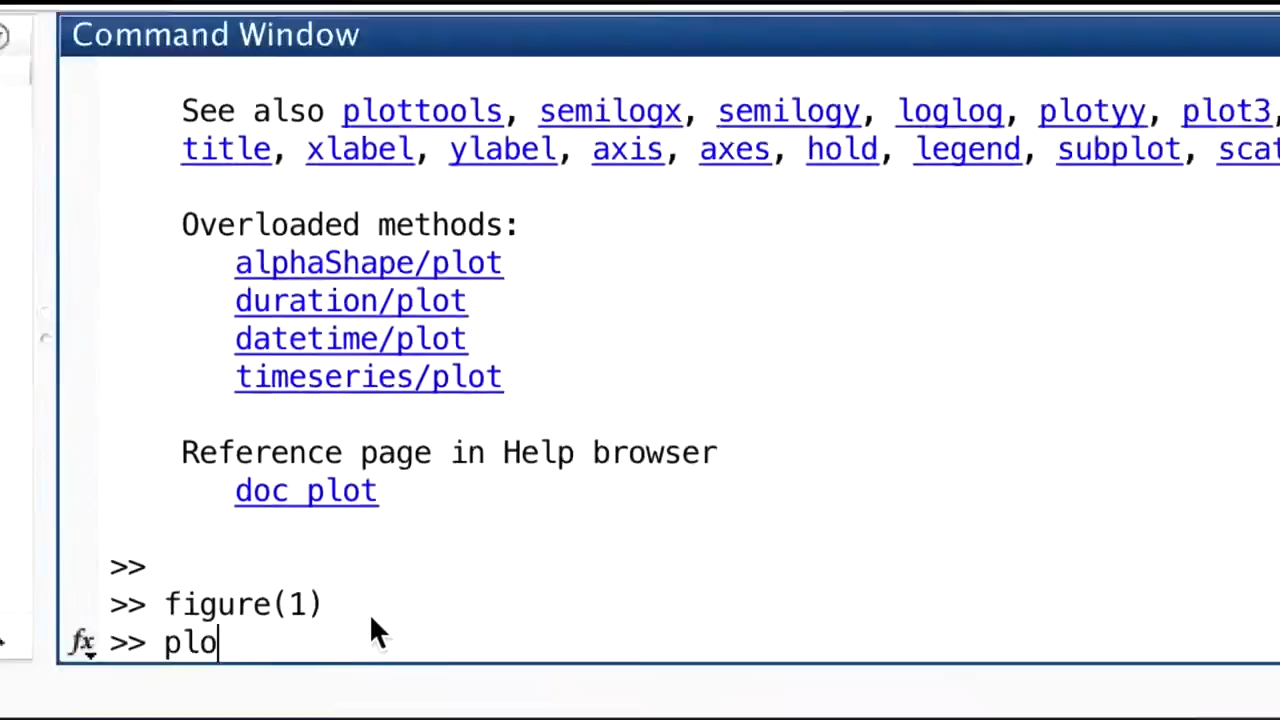 Command Window
See also plottools, semilogx, semilogy, loglog, plotyy, plot3,
title, xlabel, ylabel, axis, axes, hold, legend, subplot, scat
Overloaded methods:
alphaShape/plot
duration/plot
datetime/plot
timeseries/plot
Reference page in Help browser
doc plot
>>
>> figure(1)
fx >> plo